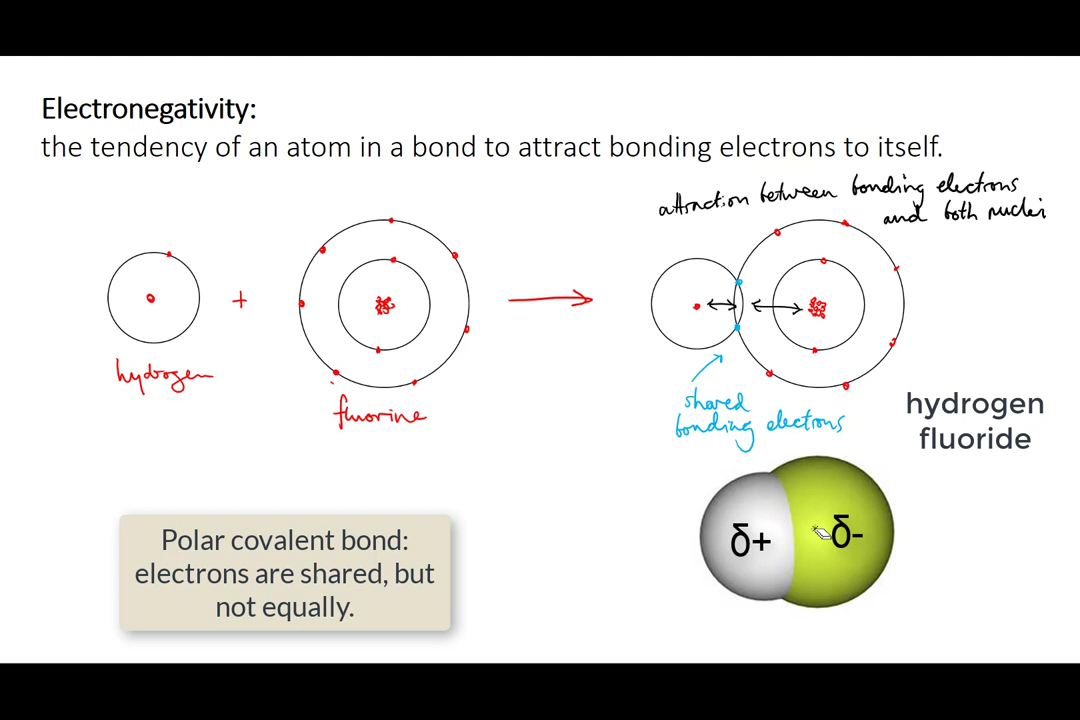 Electronegativity:
the tendency of an atom in a bond to attract bonding electrons to itself.
attraction between bonding electrons
and both nuclei
+
hydrogen
fluorine
shared
bonding electrons
hydrogen
fluoride
Polar covalent bond:
electrons are shared, but
not equally.
δ+
δ-